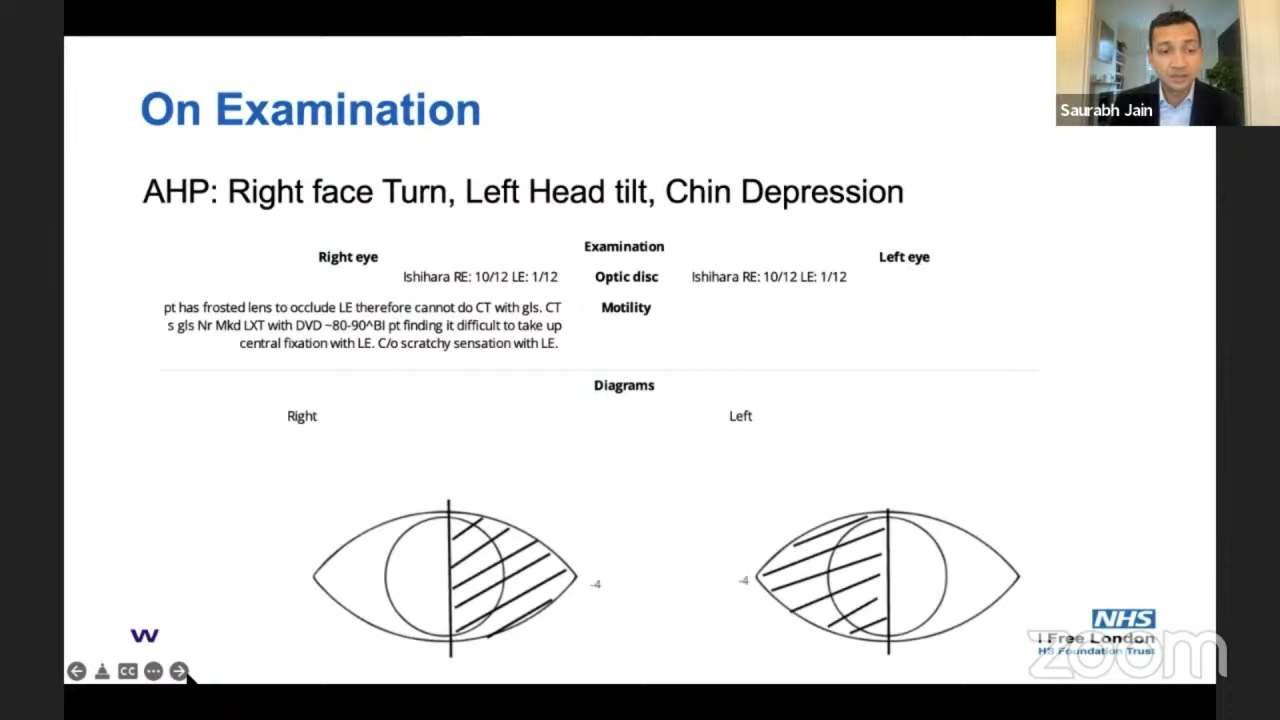 Saurabh Jain
On Examination
AHP: Right face Turn, Left Head tilt, Chin Depression
Examination
Right eye
Left eye
Ishihara RE: 10/12 LE: 1/12
Optic disc
Ishihara RE: 10/12 LE: 1/12
pt has frosted lens to occlude LE therefore cannot do CT with gls. CT
s gls Nr Mkd LXT with DVD ~80-90^BI pt finding it difficult to take up
central fixation with LE. C/o scratchy sensation with LE.
Motility
Diagrams
Right
Left
-4
-4
NHS
l Free London
HS Foundation Trust
zoom
w
CC